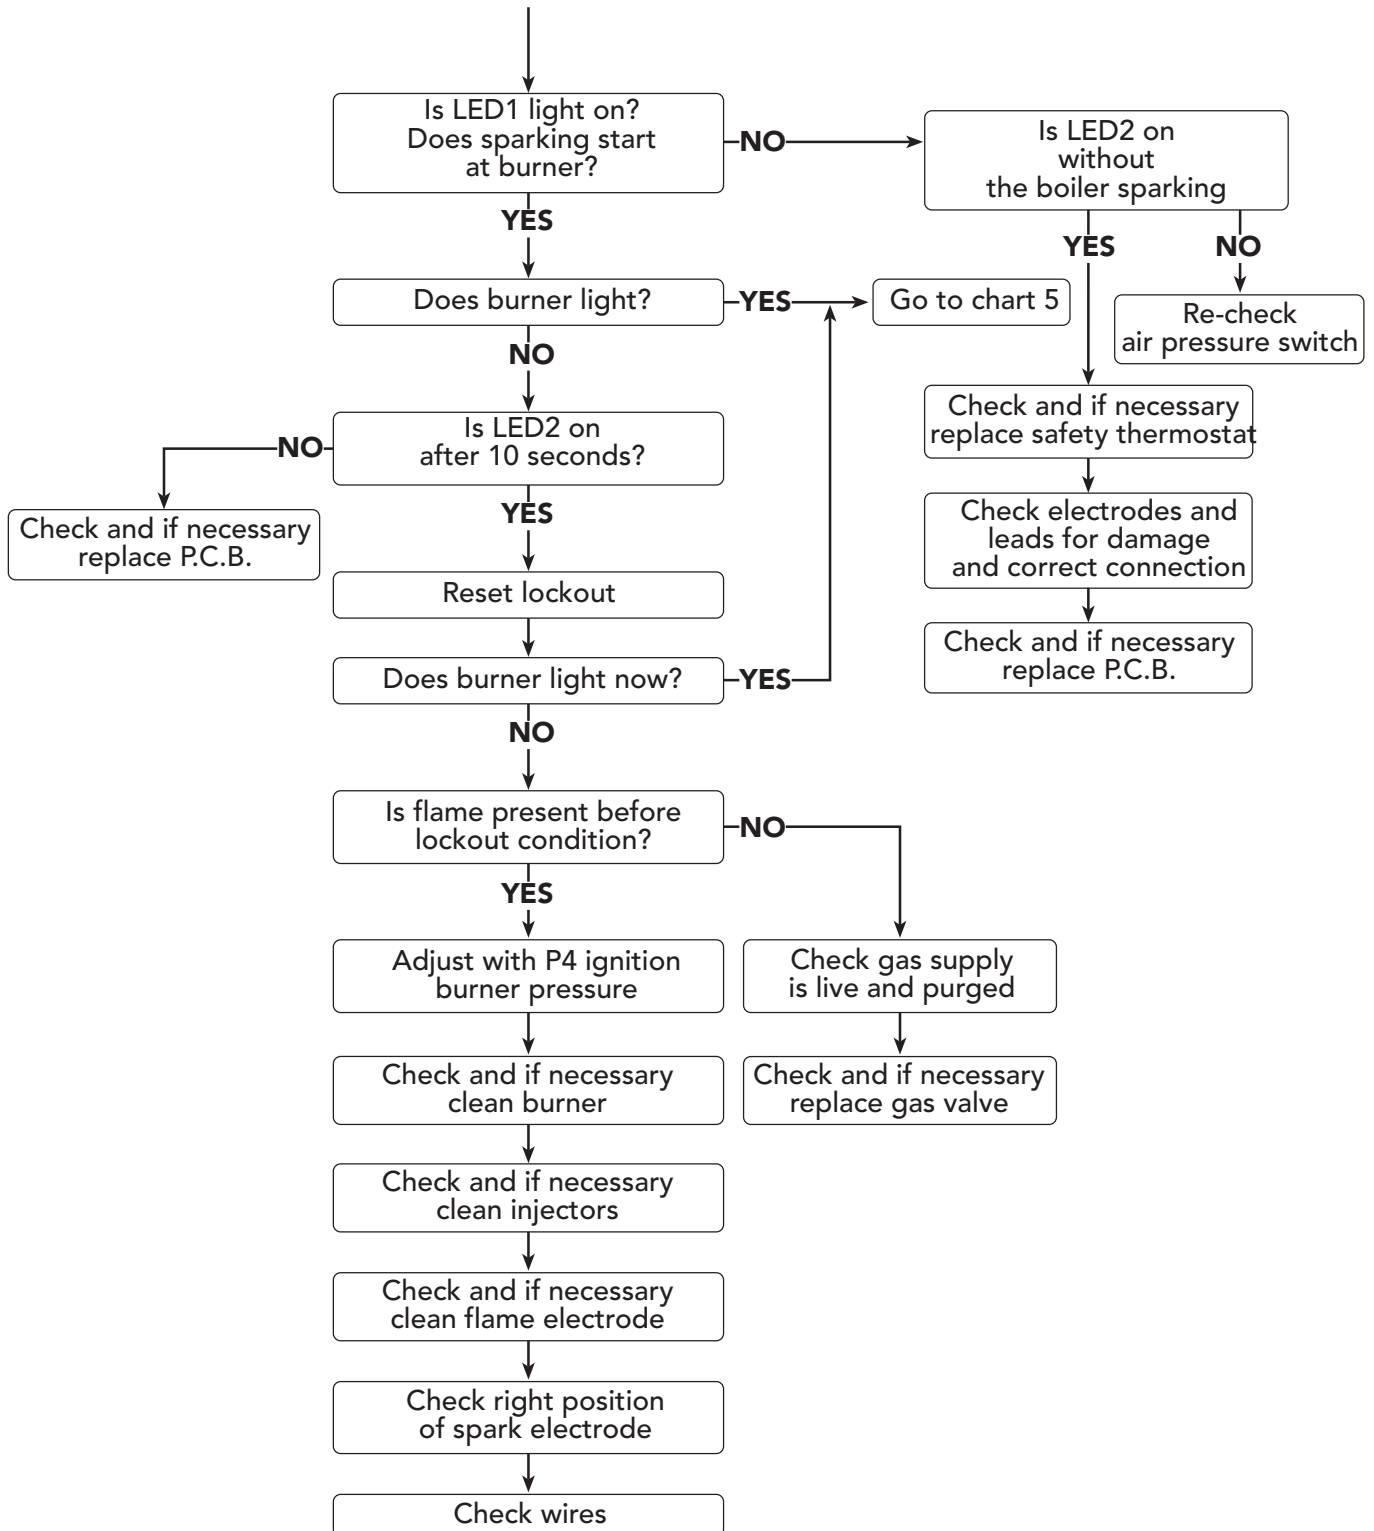 Is LED1 light on?
Does sparking start
at burner?
NO
Is LED2 on
without
the boiler sparking
YES
YES
NO
Does burner light?
YES
Go to chart 5
Re-check
air pressure switch
NO
Is LED2 on
after 10 seconds?
NO
Check and if necessary
replace P.C.B.
Check and if necessary
replace safety thermostat
YES
Check electrodes and
leads for damage
and correct connection
Reset lockout
Check and if necessary
replace P.C.B.
Does burner light now?
YES
NO
Is flame present before
lockout condition?
NO
YES
Adjust with P4 ignition
burner pressure
Check gas supply
is live and purged
Check and if necessary
clean burner
Check and if necessary
replace gas valve
Check and if necessary
clean injectors
Check and if necessary
clean flame electrode
Check right position
of spark electrode
Check wires